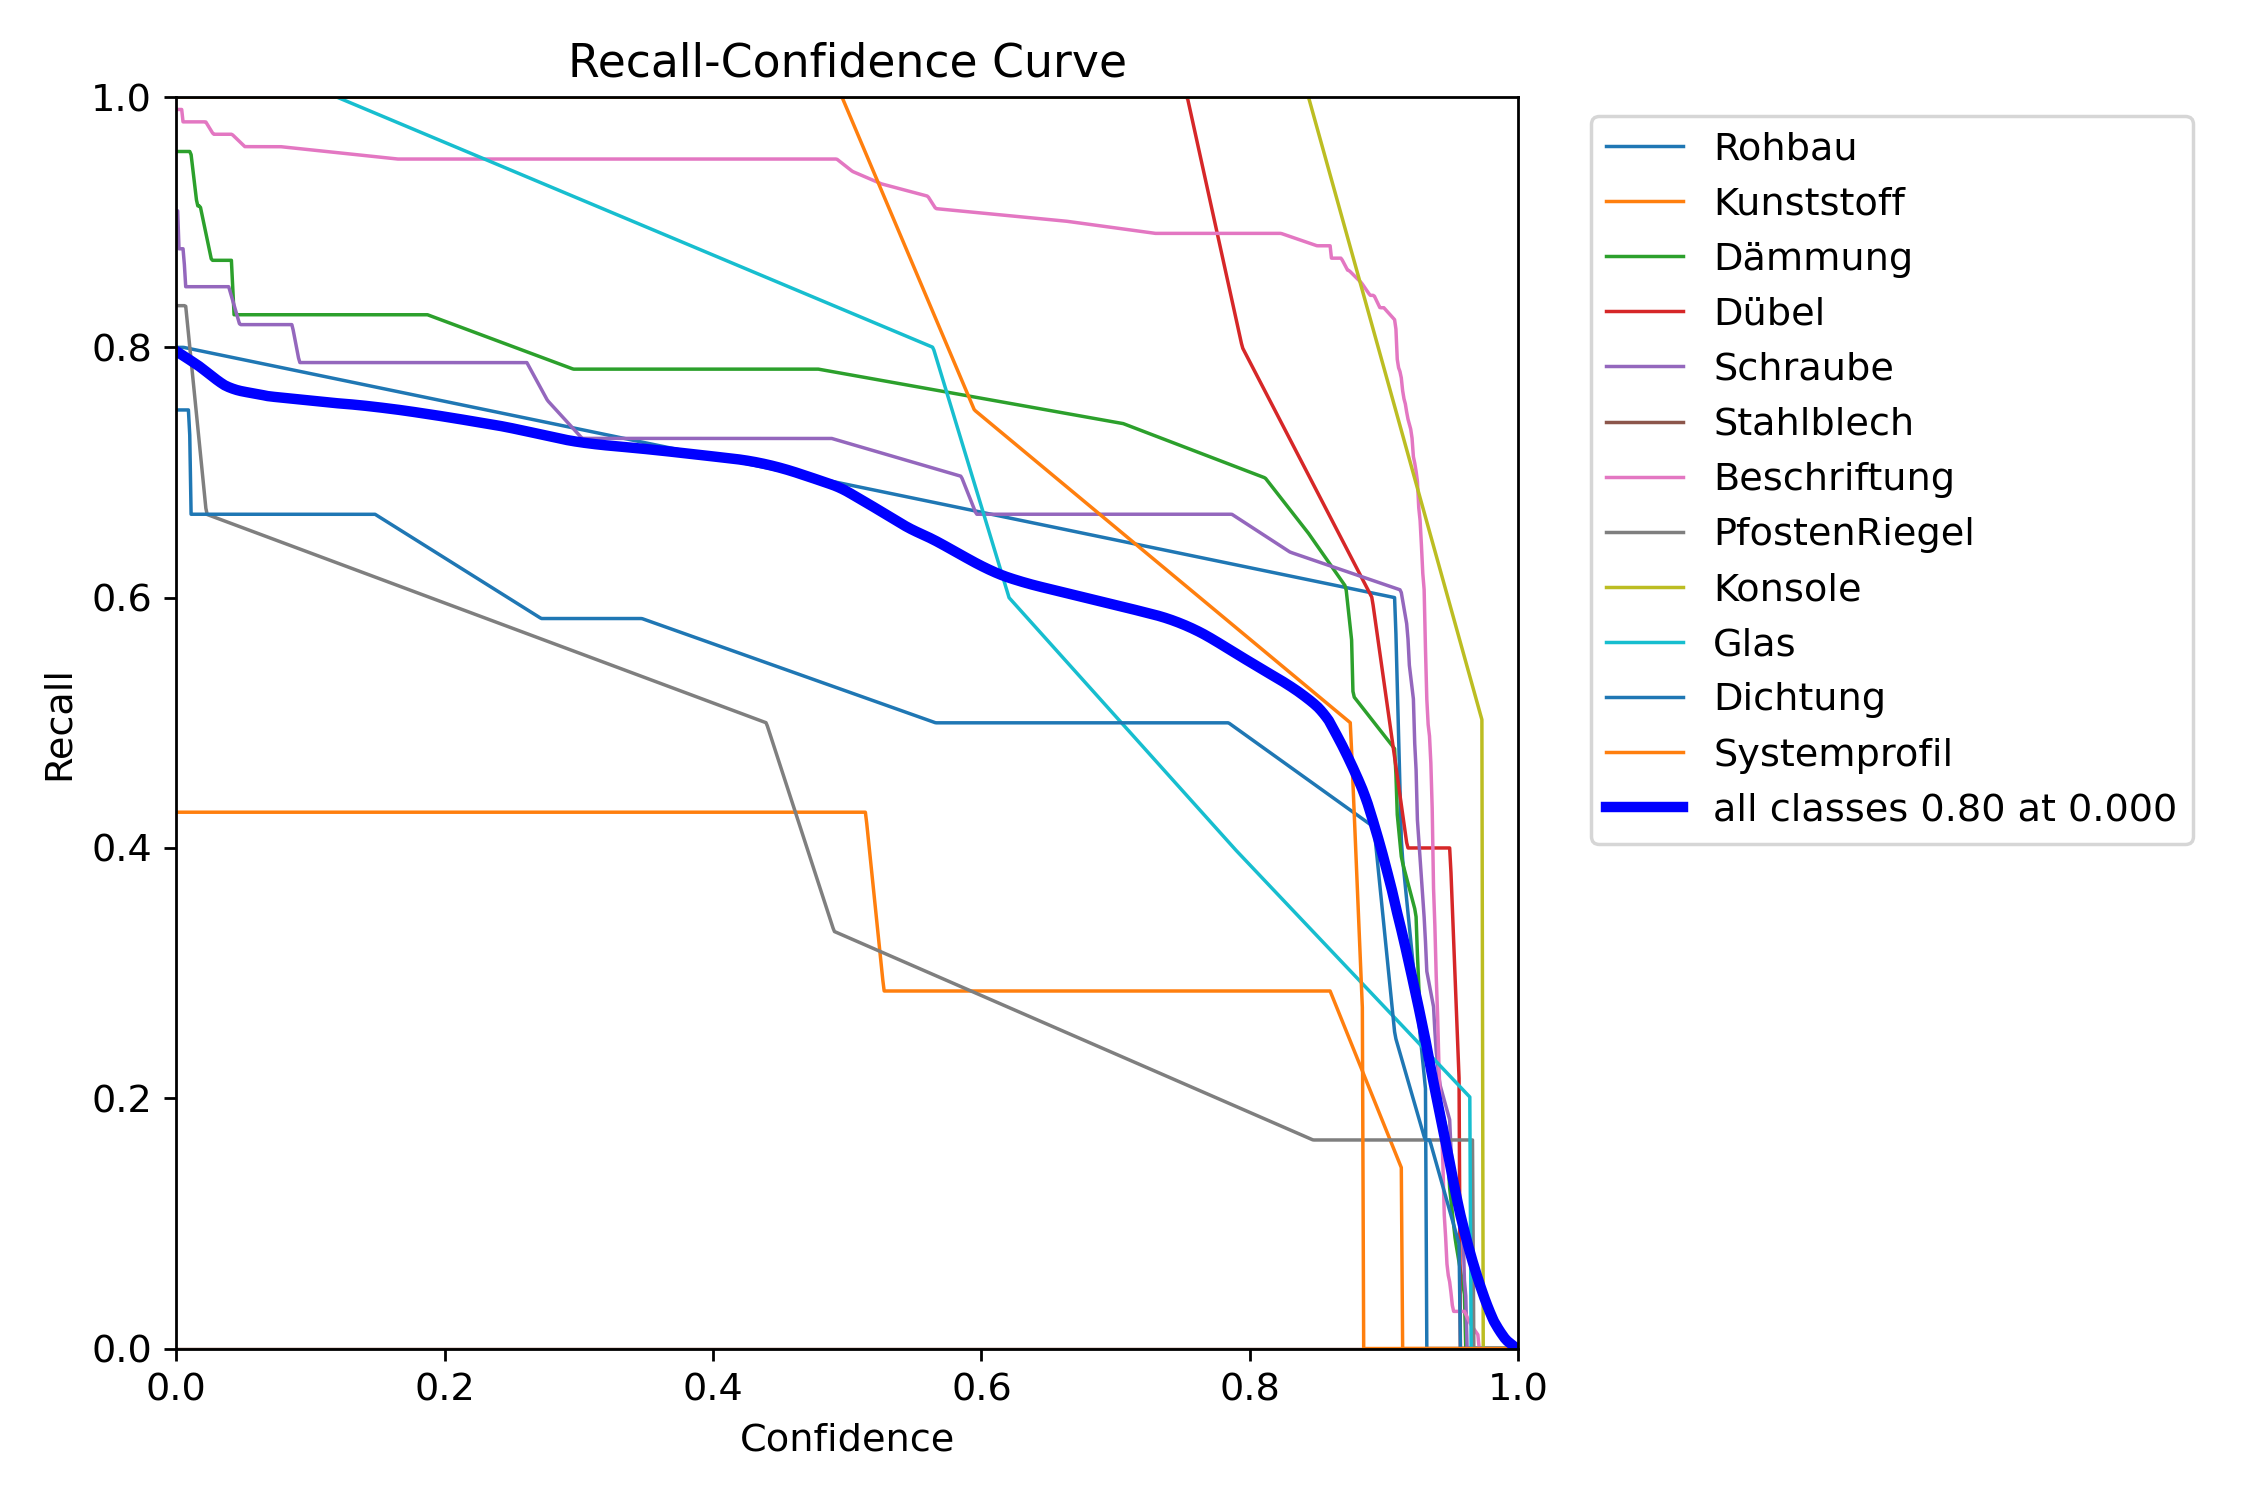 Recall-Confidence Curve
1.0
0.8
0.6
0.4
0.2
0.0
Recall
0.0 0.2 0.4 0.6 0.8 1.0
Confidence
Rohbau
Kunststoff
Dämmung
Dübel
Schraube
Stahlblech
Beschriftung
PfostenRiegel
Konsole
Glas
Dichtung
Systemprofil
all classes 0.80 at 0.000